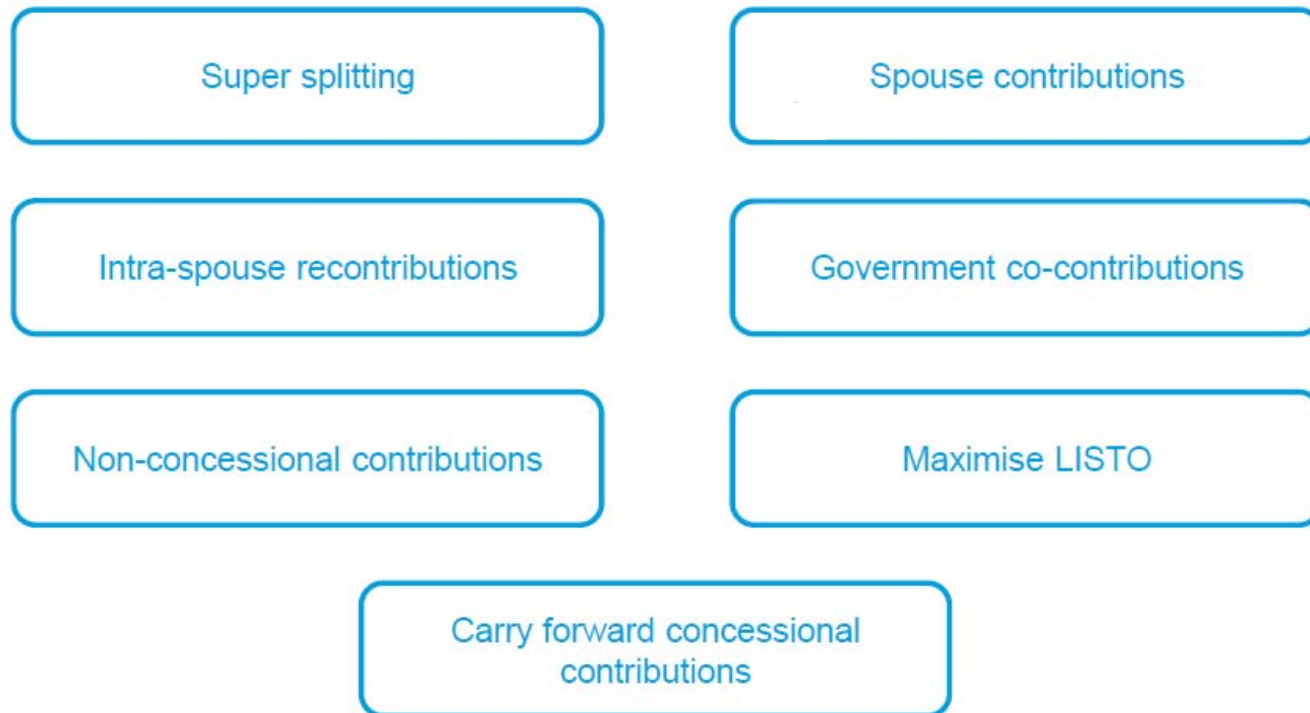 Super splitting
Spouse contributions
Intra-spouse recontributions
Government co-contributions
Non-concessional contributions
Maximise LISTO
Carry forward concessional
contributions